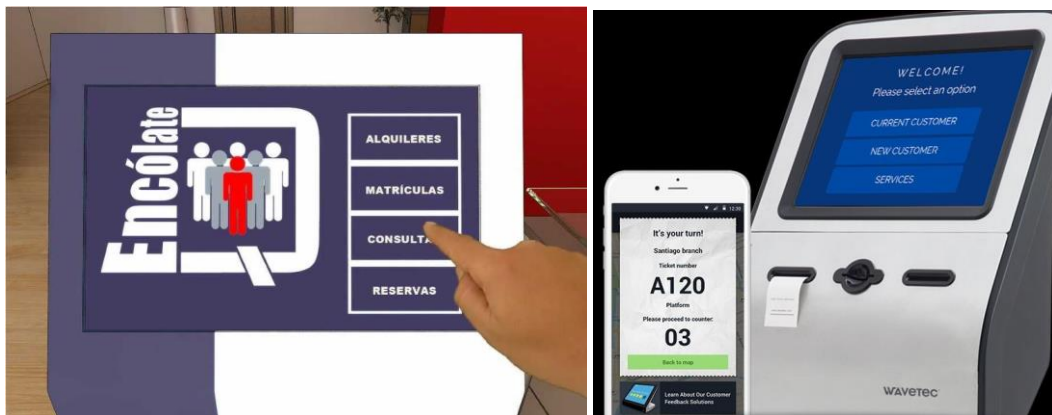 Encólate
ALQUILERES
MATRÍCULAS
CONSULTA
RESERVAS
It's your turn!
Santiago branch
Ticket number
A120
Platform
Please proceed to counter:
03
Back to map
Learn About Our Customer
Feedback Solutions
12:30
WELCOME!
Please select an option
CURRENT CUSTOMER
NEW CUSTOMER
SERVICES
WAVETEC